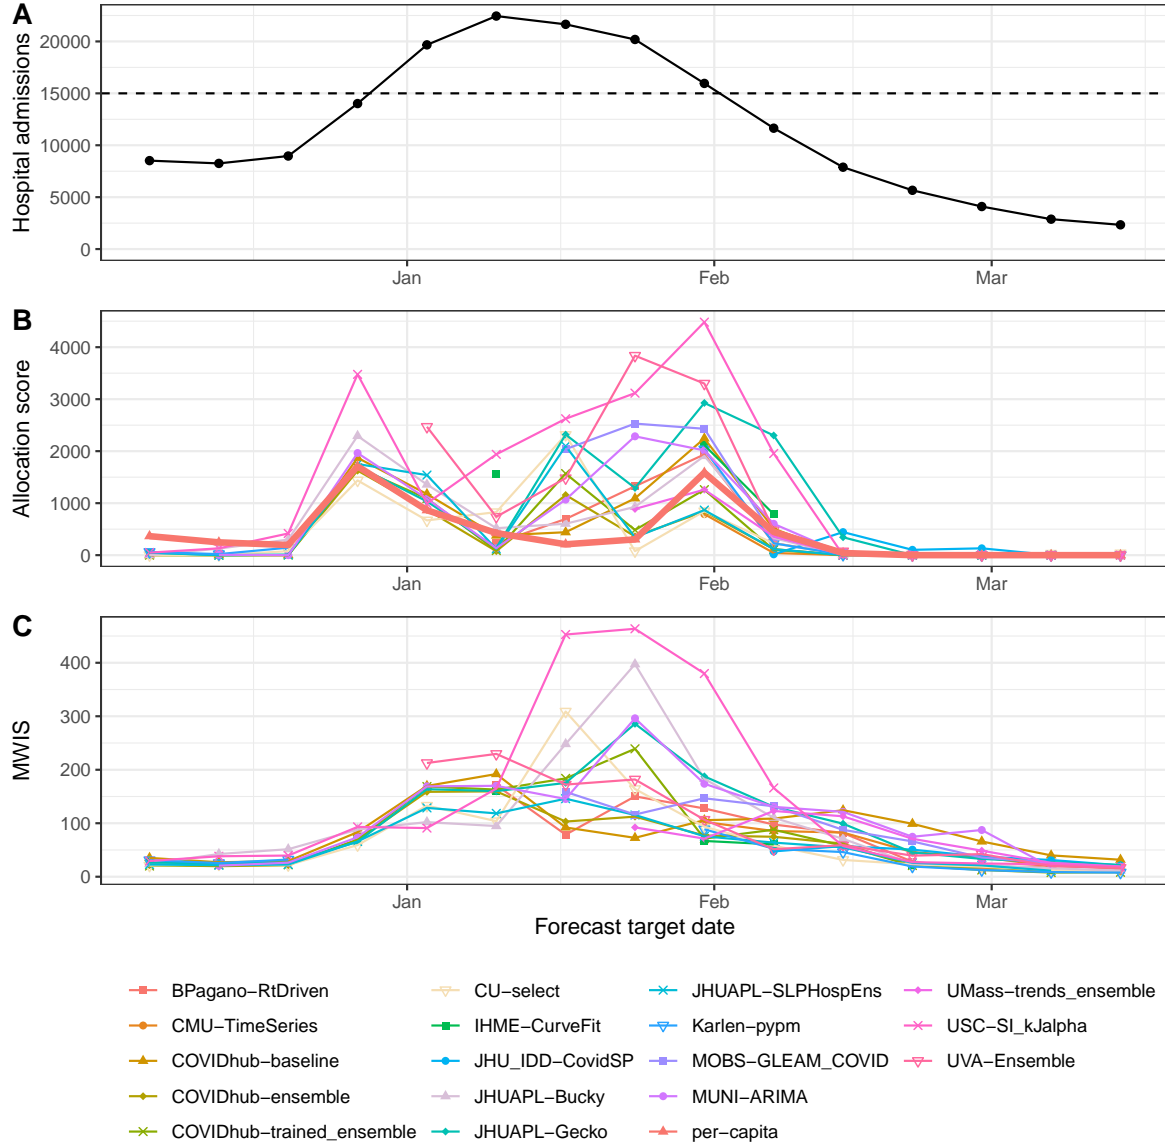 A
Hospital admissions
20000
15000
10000
5000
0
Jan
Feb
Mar
B
Allocation score
4000
3000
2000
1000
0
Jan
Feb
Mar
C
MWIS
400
300
200
100
0
Jan
Feb
Mar
Forecast target date
BPagano−RtDriven
CMU−TimeSeries
COVIDhub−baseline
COVIDhub−ensemble
COVIDhub−trained_ensemble
CU−select
IHME−CurveFit
JHU_IDD−CovidSP
JHUAPL−Bucky
JHUAPL−Gecko
JHUAPL−SLPHospEns
Karlen−pypm
MOBS−GLEAM_COVID
MUNI−ARIMA
per−capita
UMass−trends_ensemble
USC−SI_kJalpha
UVA−Ensemble